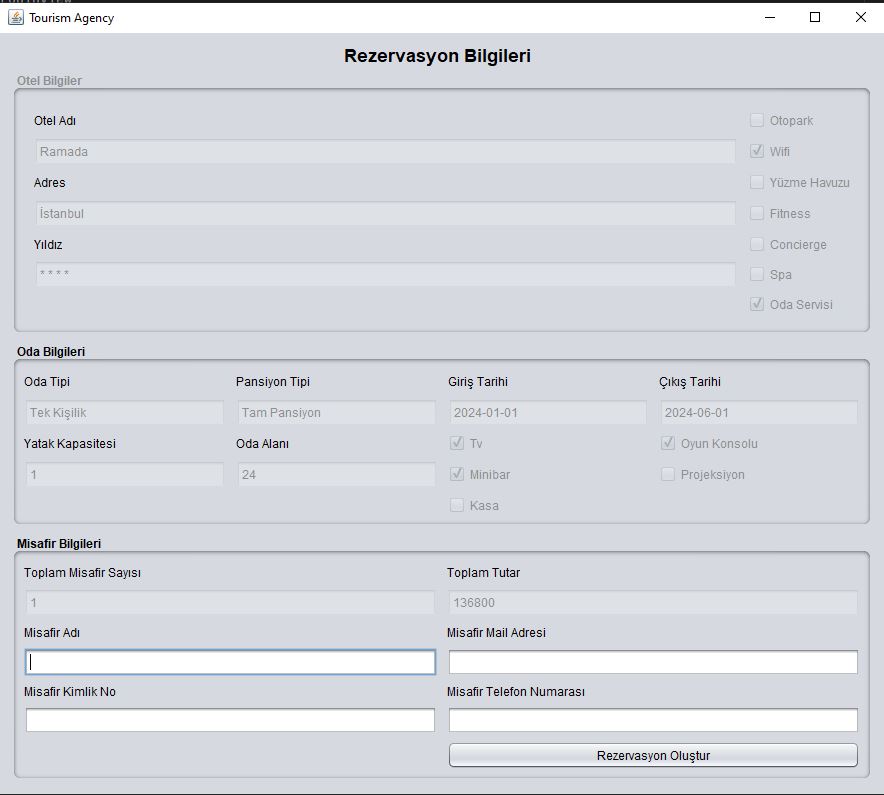 Tourism Agency
Rezervasyon Bilgileri
Otel Bilgiler
Otel Adı
Otopark
Ramada
Wifi
Adres
Yüzme Havuzu
İstanbul
Fitness
Yıldız
Concierge
* * * *
Spa
Oda Servisi
Oda Bilgileri
Oda Tipi Pansiyon Tipi Giriş Tarihi Çıkış Tarihi
Tek Kişilik Tam Pansiyon 2024-01-01 2024-06-01
Yatak Kapasitesi Oda Alanı Tv Oyun Konsolu
1 24 Minibar Projeksiyon
Kasa
Misafir Bilgileri
Toplam Misafir Sayısı Toplam Tutar
1 136800
Misafir Adı Misafir Mail Adresi
Misafir Kimlik No Misafir Telefon Numarası
Rezervasyon Oluştur